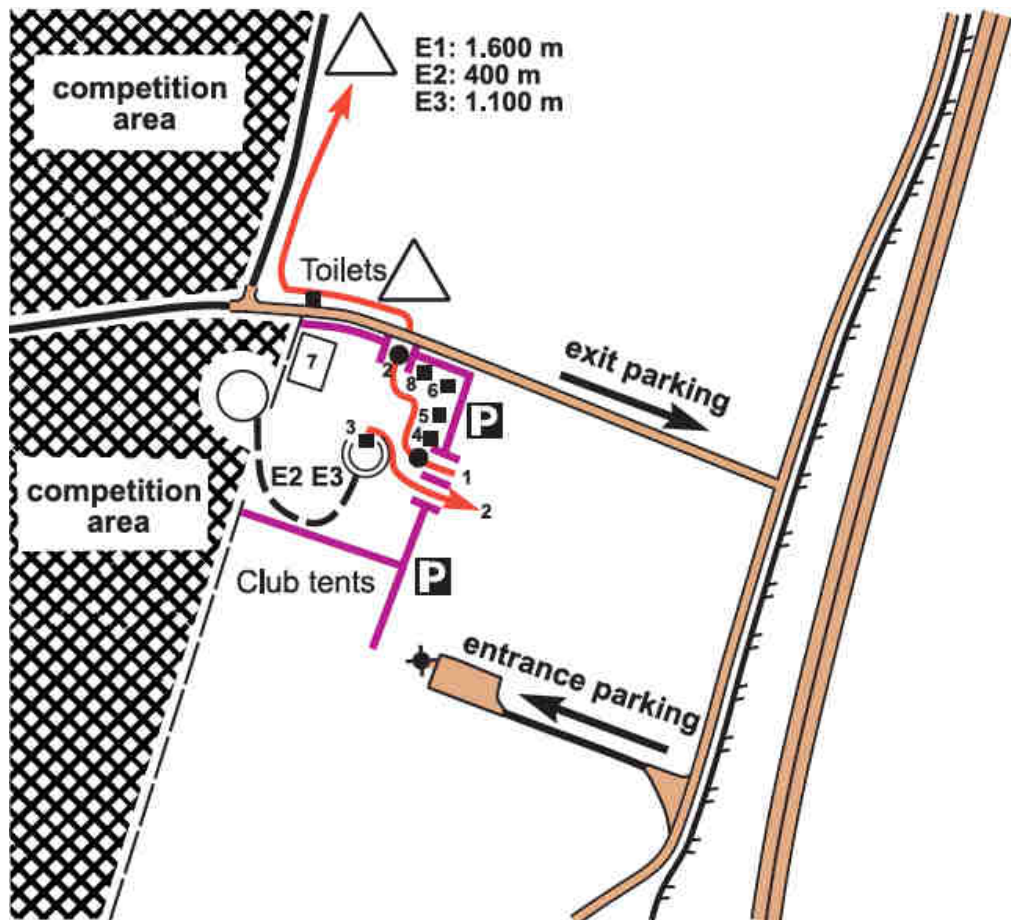 E1: 1.600 m
E2: 400 m
E3: 1.100 m
competition
area
Toilets
exit parking
7
2
8
6
P
5
4
3
1
E2 E3
2
competition
area
P
Club tents
entrance parking